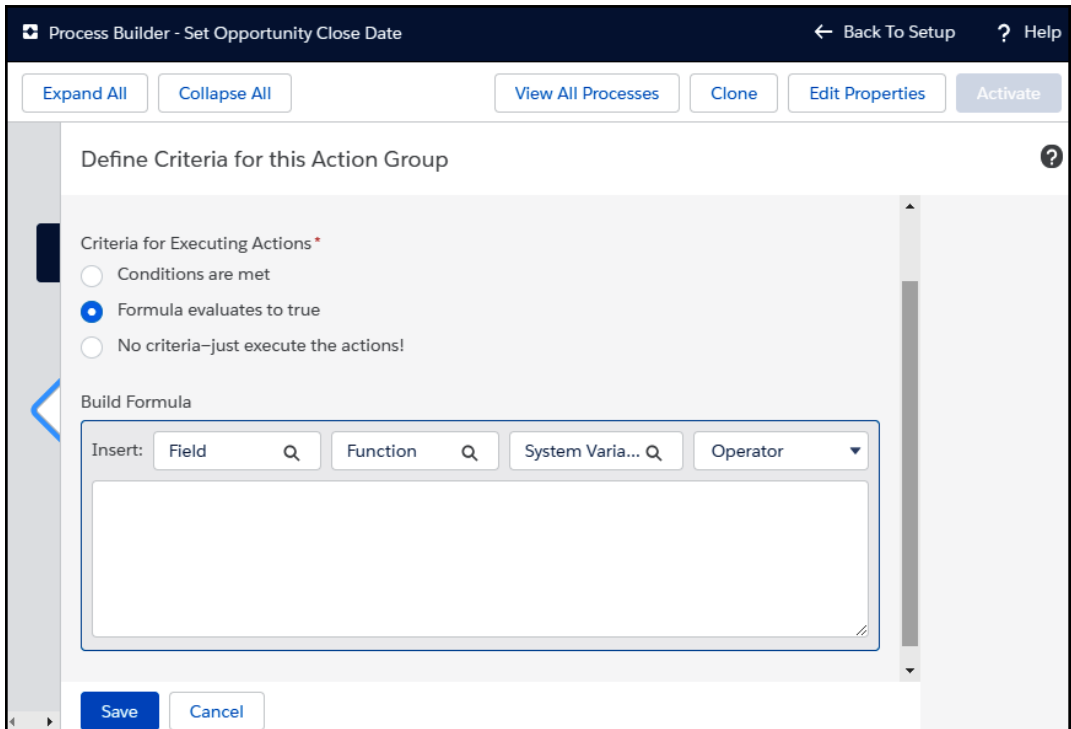 Process Builder - Set Opportunity Close Date
← Back To Setup
? Help
Expand All
Collapse All
View All Processes
Clone
Edit Properties
Activate
Define Criteria for this Action Group
?
Criteria for Executing Actions*
Conditions are met
Formula evaluates to true
No criteria—just execute the actions!
Build Formula
Insert: Field Function System Varia... Operator
Save
Cancel